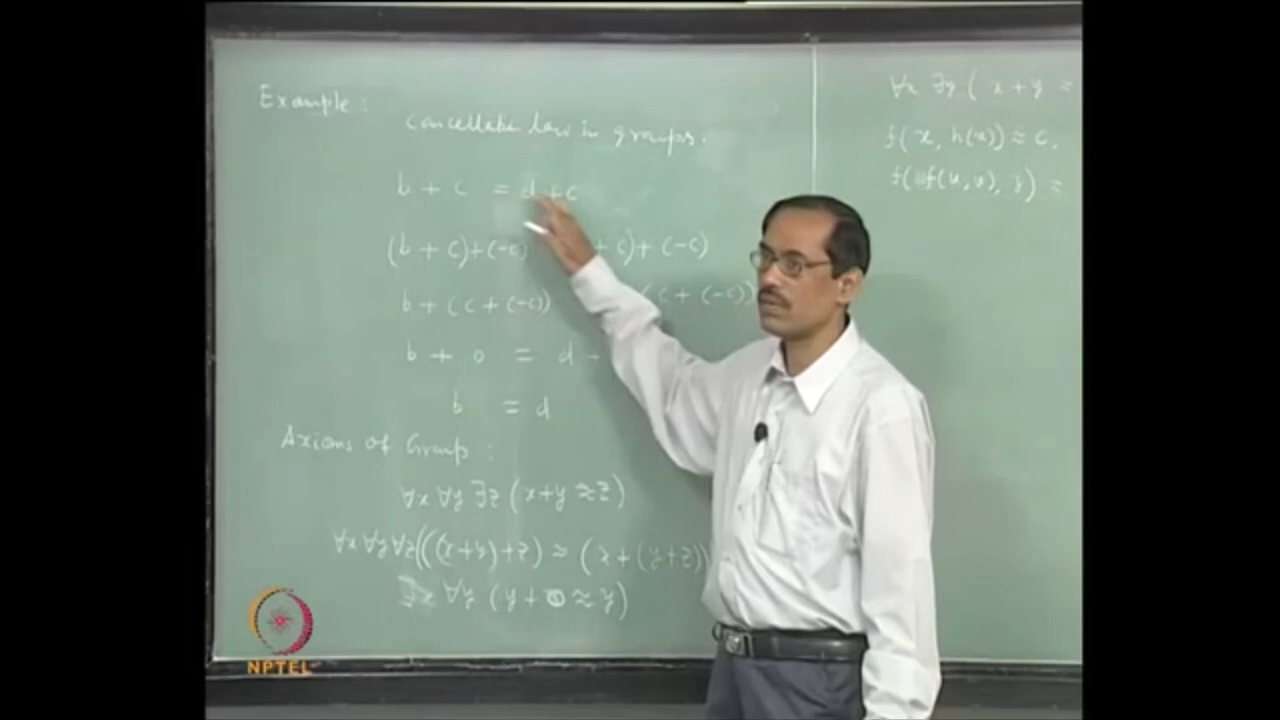 Example:
Cancellation law in groups.
b + c = d + c
(b + c) + (-c) + c) + (-c)
b + (c + (-c)) (c + (-c))
b + 0 = d +
b = d
Axioms of Group :
∀x ∀y ∃z (x+y ≈ z)
∀x ∀y ∀z(((x+y)+z) ≈ (x+(y+z))
∀y (y + 0 ≈ y)
∀x ∃y ( x + y ≈
f( x, h(x)) ≈ c,
f( f(u,v), z) ≈
NPTEL